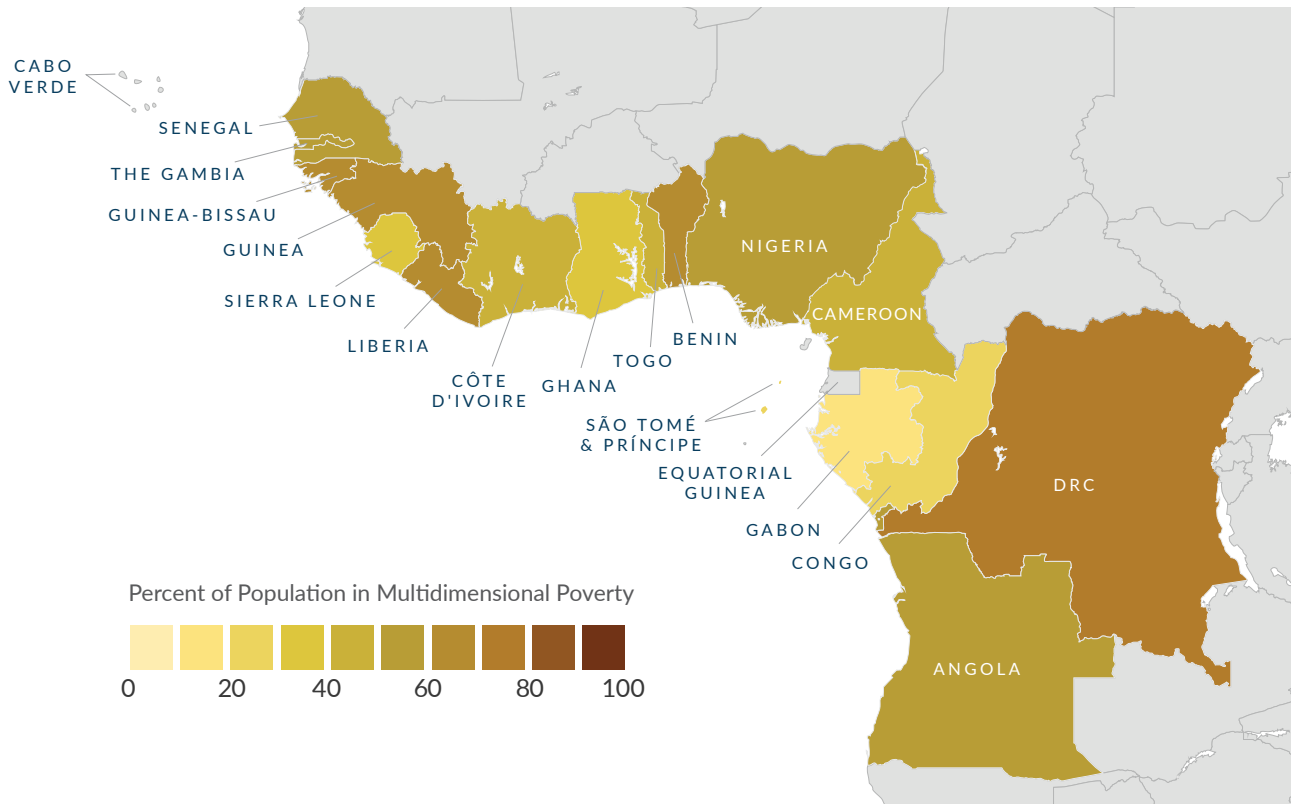 CABO
VERDE
SENEGAL
THE GAMBIA
GUINEA-BISSAU
GUINEA
SIERRA LEONE
LIBERIA
CÔTE
D'IVOIRE
GHANA
TOGO
BENIN
NIGERIA
CAMEROON
SÃO TOMÉ
& PRÍNCIPE
EQUATORIAL
GUINEA
GABON
CONGO
DRC
ANGOLA
Percent of Population in Multidimensional Poverty
0 20 40 60 80 100